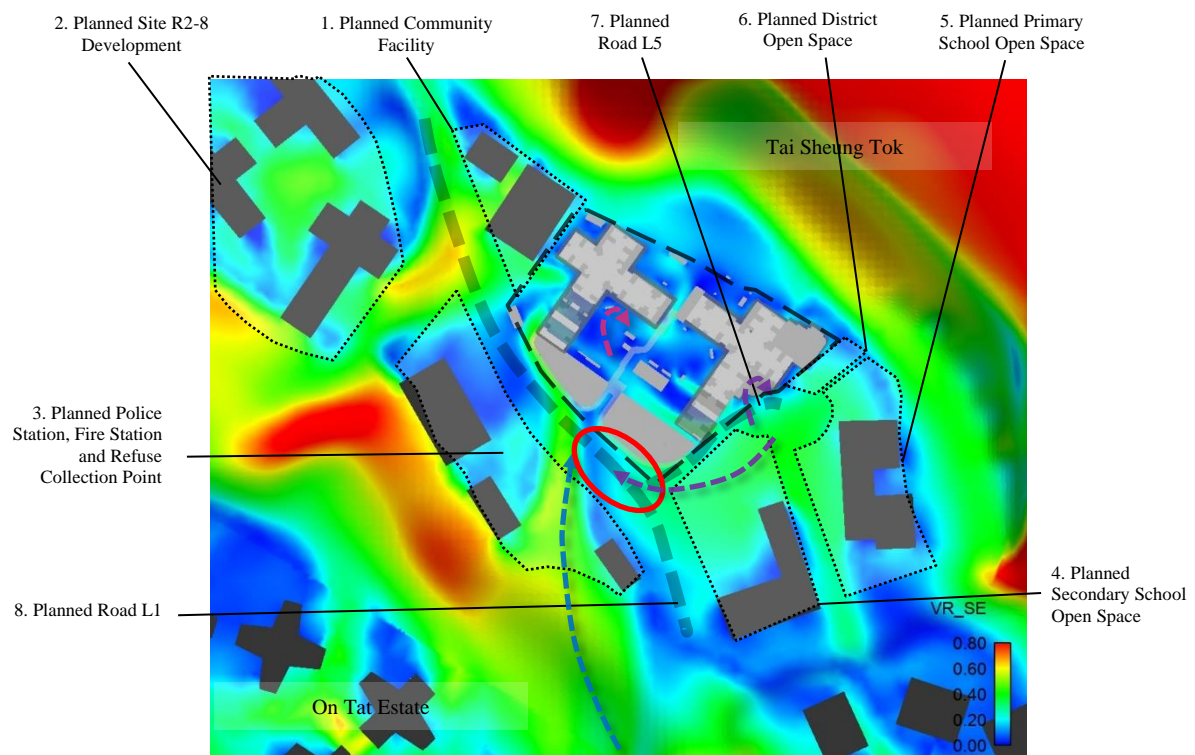 2. Planned Site R2-8
Development
1. Planned Community
Facility
7. Planned
Road L5
6. Planned District
Open Space
5. Planned Primary
School Open Space
Tai Sheung Tok
3. Planned Police
Station, Fire Station
and Refuse
Collection Point
8. Planned Road L1
4. Planned
Secondary School
Open Space
On Tat Estate
VR_SE
0.80
0.60
0.40
0.20
0.00